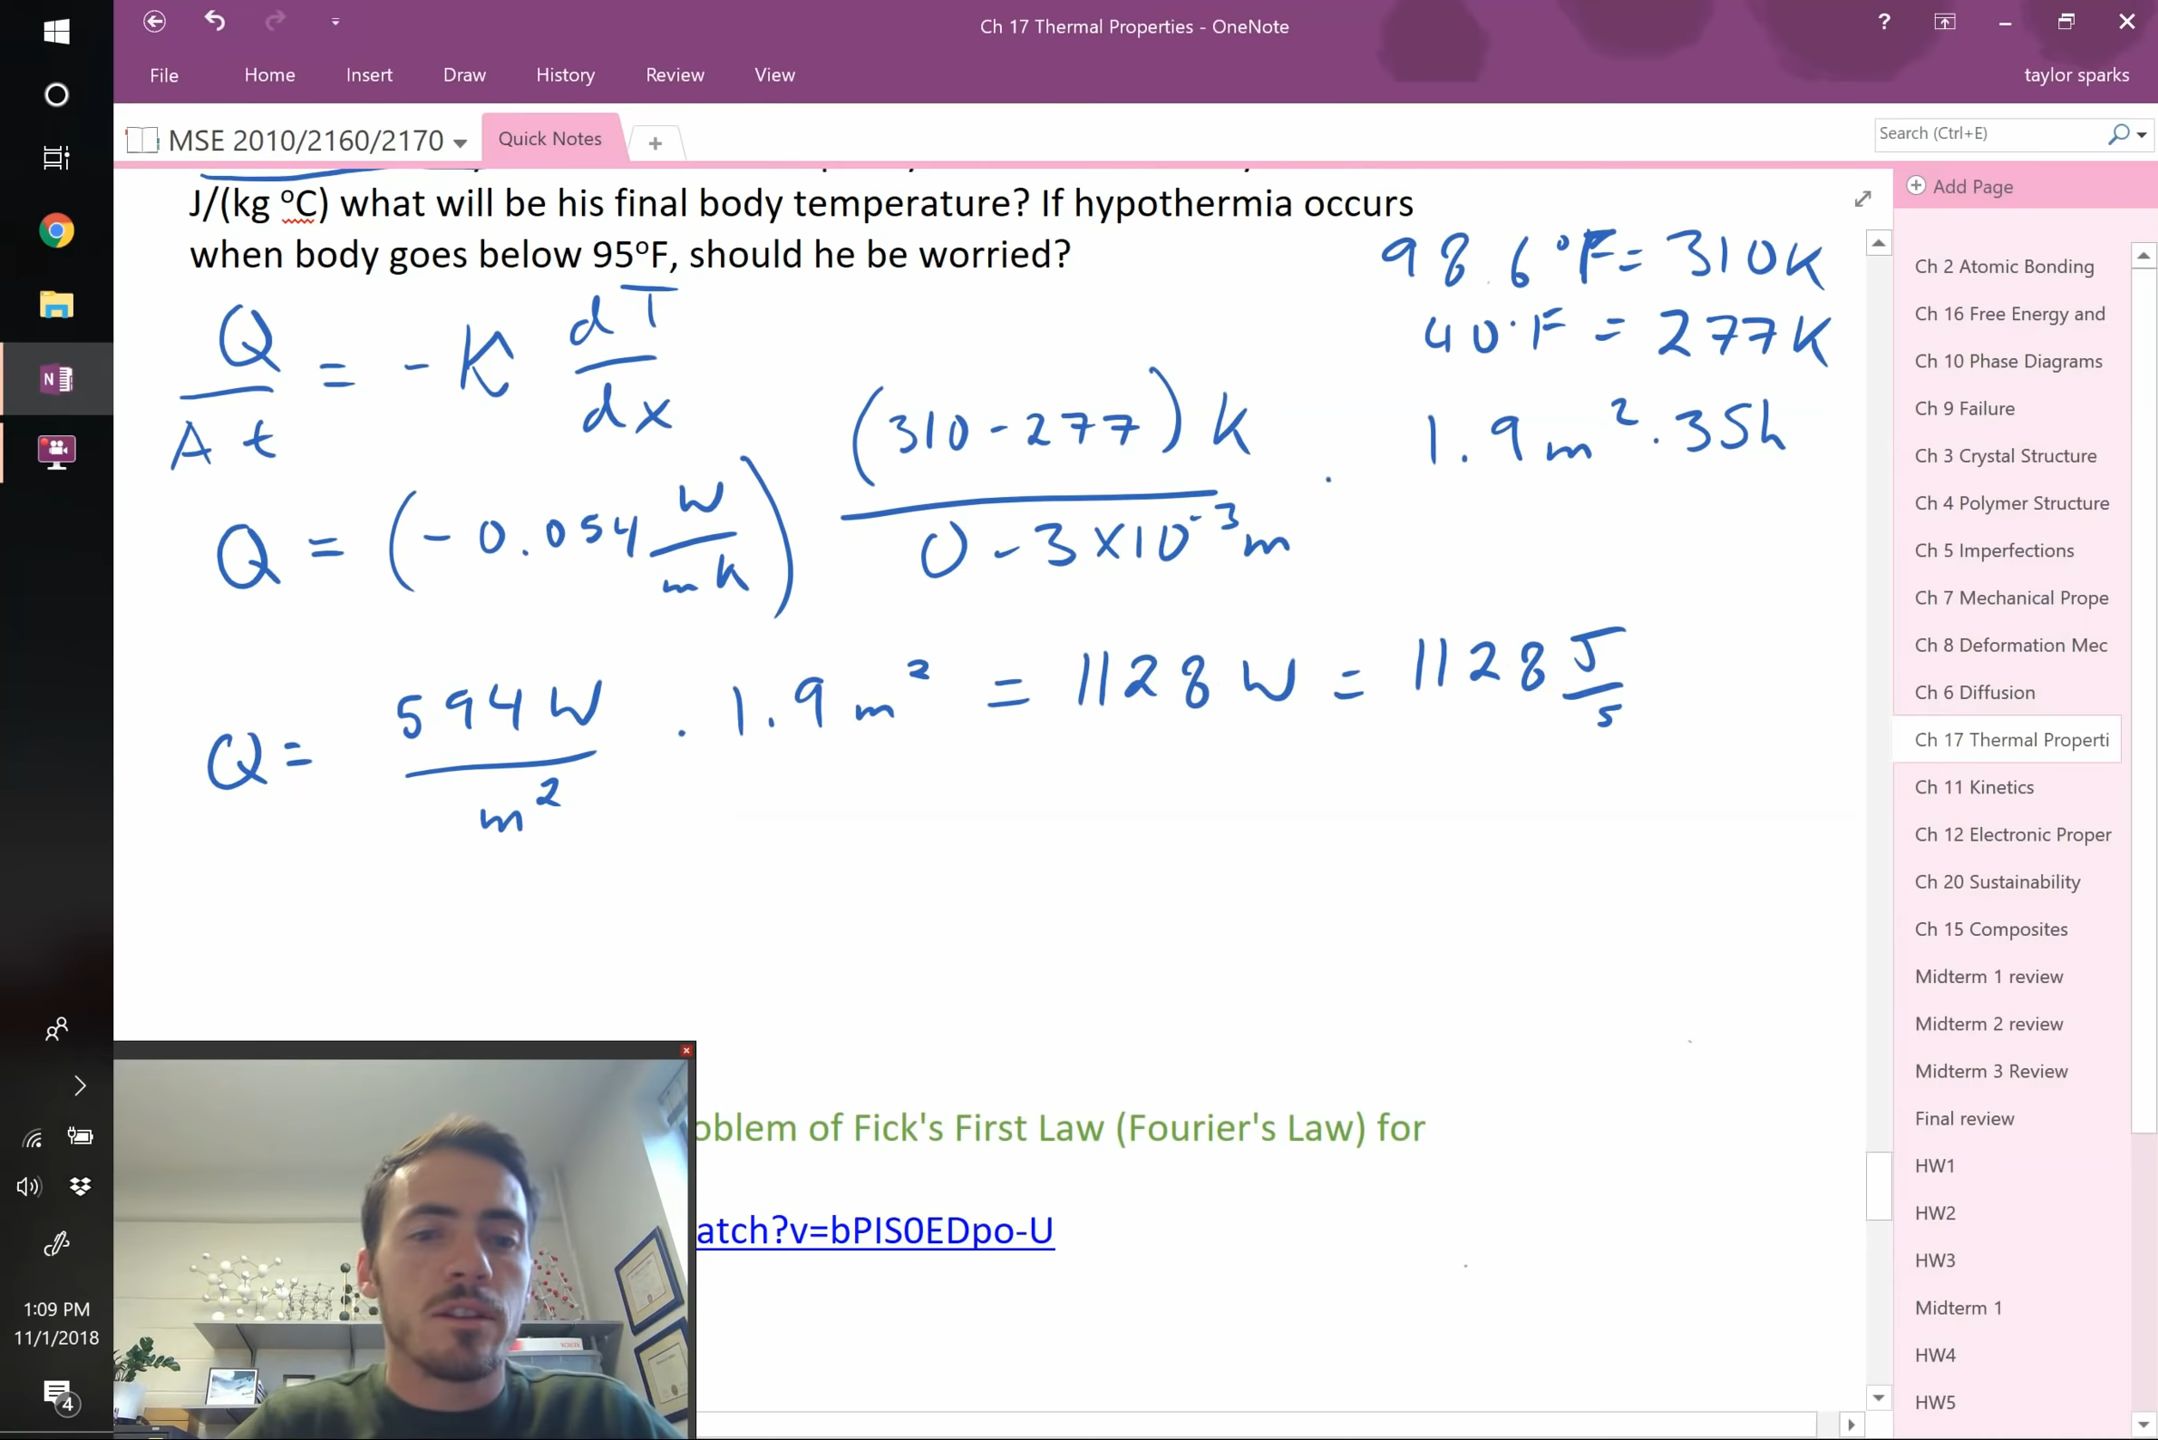 Ch 17 Thermal Properties - OneNote
?
File Home Insert Draw History Review View
taylor sparks
MSE 2010/2160/2170
Quick Notes
+
Search (Ctrl+E)
J/(kg °C) what will be his final body temperature? If hypothermia occurs
when body goes below 95°F, should he be worried?
98.6°F = 310K
40°F = 277K
Q / A t = -K dT / dx
Q = (-0.054 W / mK) (310-277) K / 0-3×10⁻³m · 1.9m² · 3.5h
Q = 594 W / m² · 1.9 m² = 1128 W = 1128 J / s
oblem of Fick's First Law (Fourier's Law) for
atch?v=bPIS0EDpo-U
Add Page
Ch 2 Atomic Bonding
Ch 16 Free Energy and
Ch 10 Phase Diagrams
Ch 9 Failure
Ch 3 Crystal Structure
Ch 4 Polymer Structure
Ch 5 Imperfections
Ch 7 Mechanical Prope
Ch 8 Deformation Mec
Ch 6 Diffusion
Ch 17 Thermal Properti
Ch 11 Kinetics
Ch 12 Electronic Proper
Ch 20 Sustainability
Ch 15 Composites
Midterm 1 review
Midterm 2 review
Midterm 3 Review
Final review
HW1
HW2
HW3
Midterm 1
HW4
HW5
N
1:09 PM
11/1/2018
4